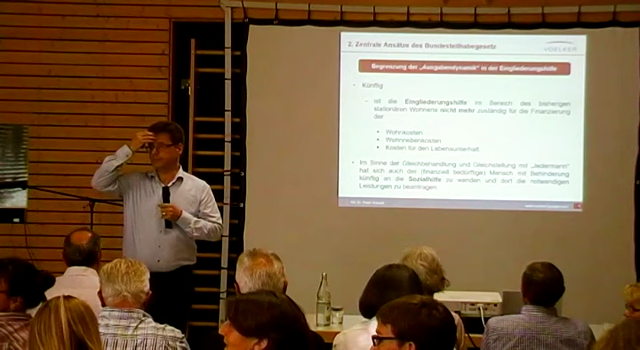 2. Zentrale Ansätze des Bundesteilhabegesetz
VOELKER
Begrenzung der „Ausgabendynamik" in der Eingliederungshilfe
• Künftig
– ist die Eingliederungshilfe im Bereich des bisherigen
stationären Wohnens nicht mehr zuständig für die Finanzierung
der
• Wohnkosten
• Wohnnebenkosten
• Kosten für den Lebensunterhalt
• Im Sinne der Gleichbehandlung und Gleichstellung mit „Jedermann"
hat sich auch der (finanziell bedürftige) Mensch mit Behinderung
künftig an die Sozialhilfe zu wenden und dort die notwendigen
Leistungen zu beantragen.